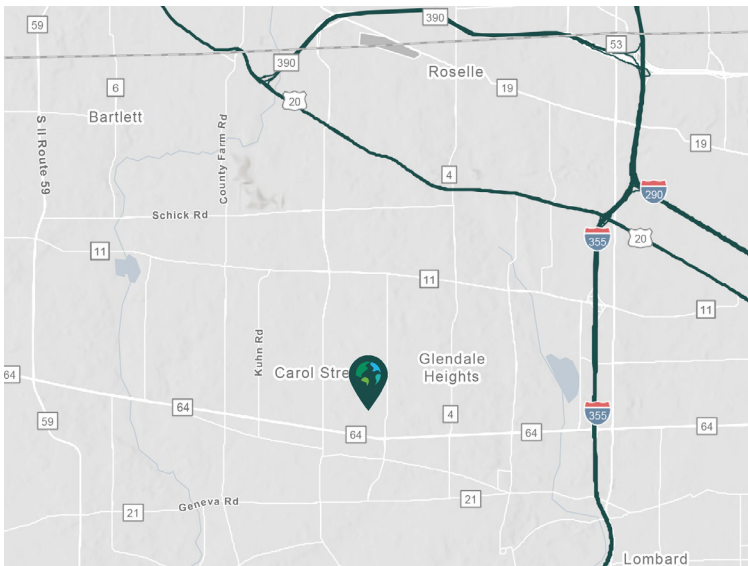 390
59
53
390
Roselle
6
19
20
Bartlett
S Il Route 59
County Farm Rd
19
4
290
Schick Rd
355
20
11
11
11
Kuhn Rd
Glendale
Heights
Carol Stre
64
64
355
59
4
64
64
64
21
Geneva Rd
21
Lombard